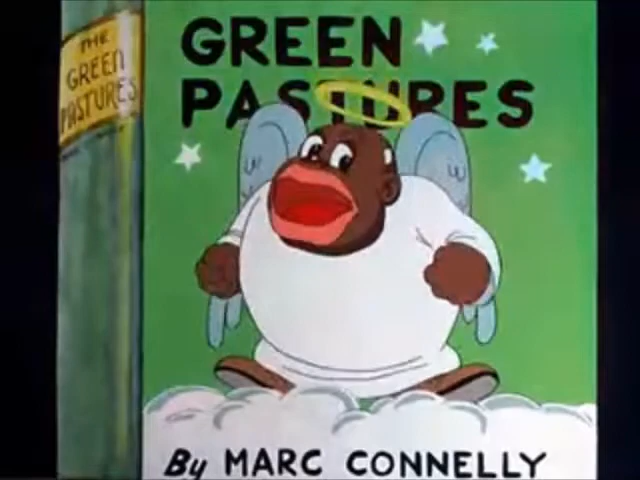 THE
GREEN
PASTURES
GREEN
PASTURES
By MARC CONNELLY